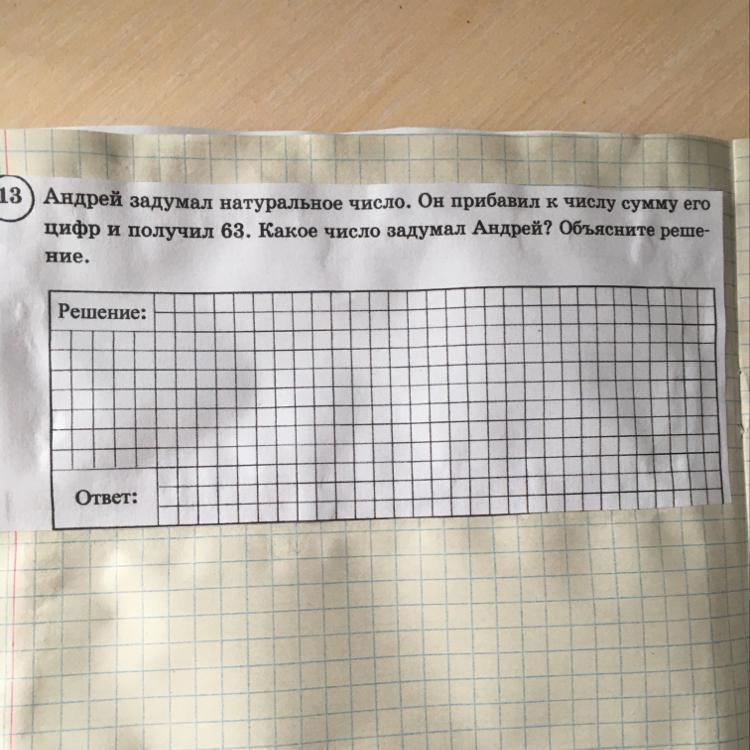 13 Андрей задумал натуральное число. Он прибавил к числу сумму его
цифр и получил 63. Какое число задумал Андрей? Объясните реше-
ние.
Решение:
Ответ: